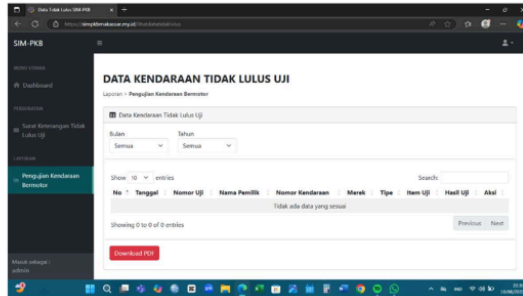 Data Tidak Lulus SIM-PKB
SIM-PKB
MENU UTAMA
Dashboard
Surat Keterangan Tidak
Lulus Uji
LAPORAN
Pengujian Kendaraan
Bermotor
Masuk sebagai :
admin
DATA KENDARAAN TIDAK LULUS UJI
Laporan > Pengujian Kendaraan Bermotor
Data Kendaraan Tidak Lulus Uji
Bulan Tahun
Semua Semua
Show 10 entries Search:
No Tanggal Nomor Uji Nama Pemilik Nomor Kendaraan Merek Tipe Item Uji Hasil Uji Aksi
Tidak ada data yang sesuai
Showing 0 to 0 of 0 entries Previous Next
Download PDF